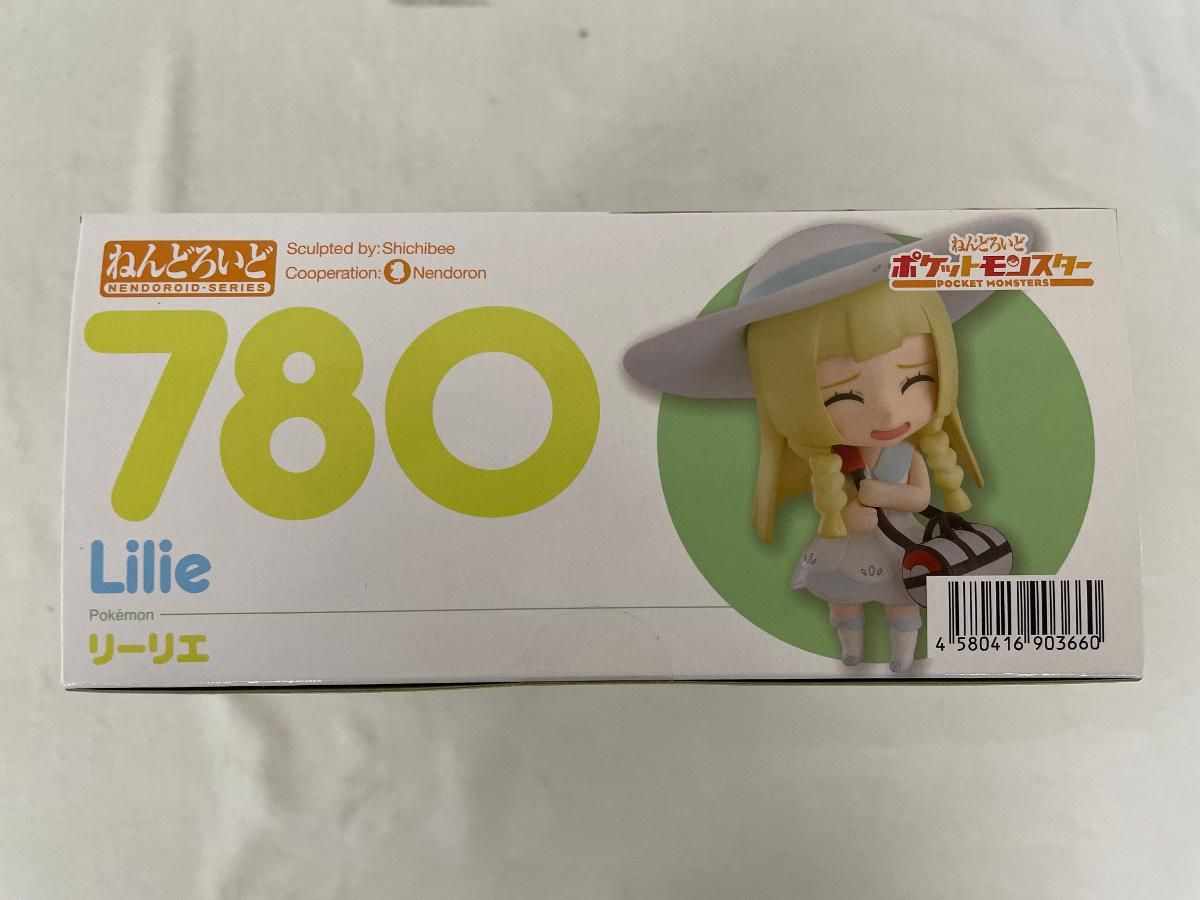 ねんどろいど
NENDOROID-SERIES
Sculpted by: Shichibee
Cooperation: Nendoron
ねんどろいど
ポケットモンスター
POCKET MONSTERS
780
Lilie
Pokémon
リーリエ
4 580416 903660